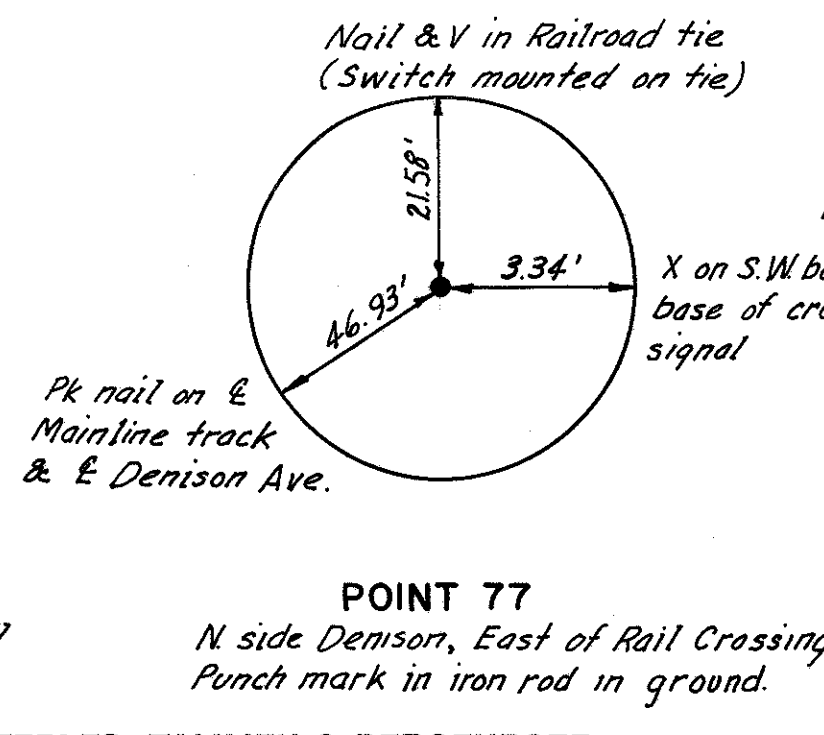 Nail & V in Railroad tie
(Switch mounted on tie)
21.58'
3.34'
46.93'
X on S.W.
base of
signal
Pk nail on ℄
Mainline track
& ℄ Denison Ave.
POINT 77
N. side Denison, East of Rail Crossing
Punch mark in iron rod in ground.